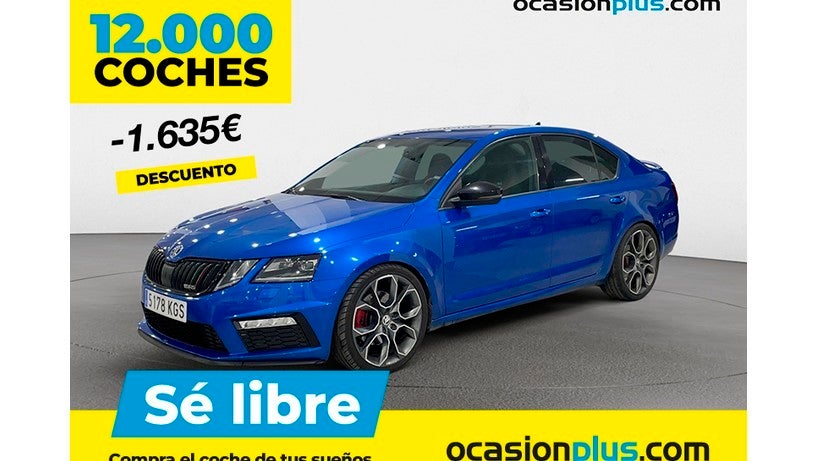 ocasionplus.com
12.000
COCHES
-1.635€
DESCUENTO
5178 KGS
Sé libre
Compra el coche de tus sueños
ocasionplus.com